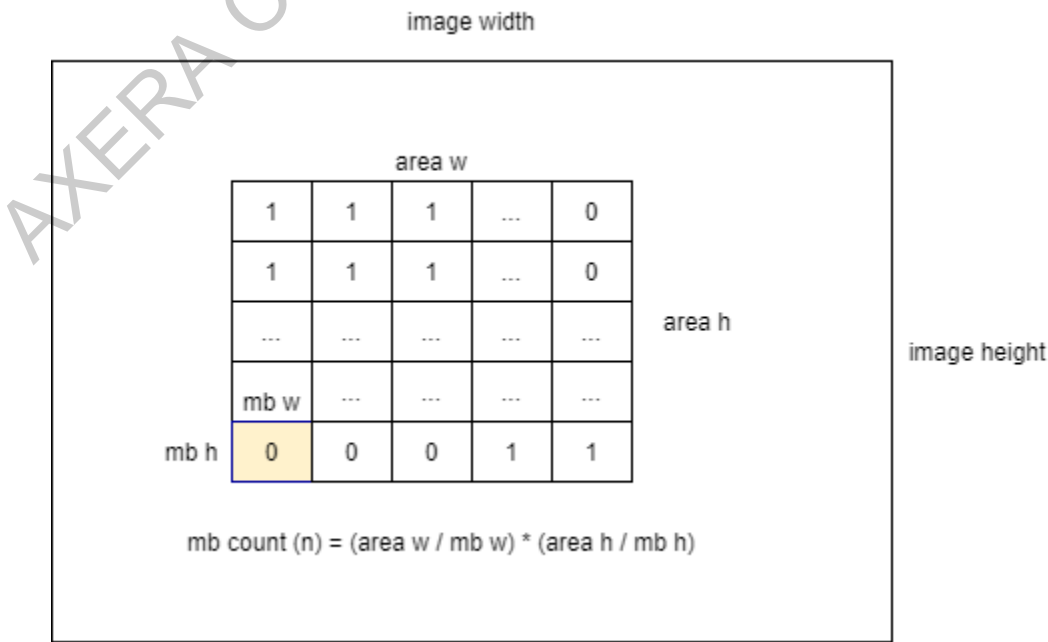 image width
AXERA
area w
1 1 1 ... 0
1 1 1 ... 0
... ... ... ... ...
area h
image height
mb w ... ... ... ...
mb h 0 0 0 1 1
mb count (n) = (area w / mb w) * (area h / mb h)